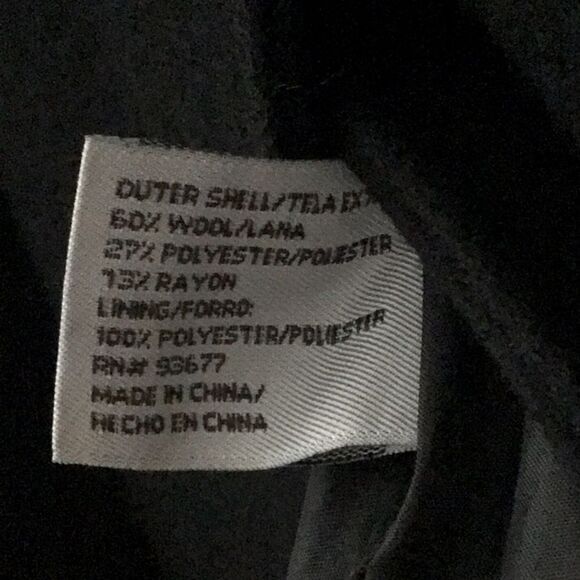 OUTER SHELL/TELA EX
60% WOOL/LANA
27% POLYESTER/POLIESTER
13% RAYON
LINING/FORRO:
100% POLYESTER/POLIESTER
RN# 93677
MADE IN CHINA/
HECHO EN CHINA